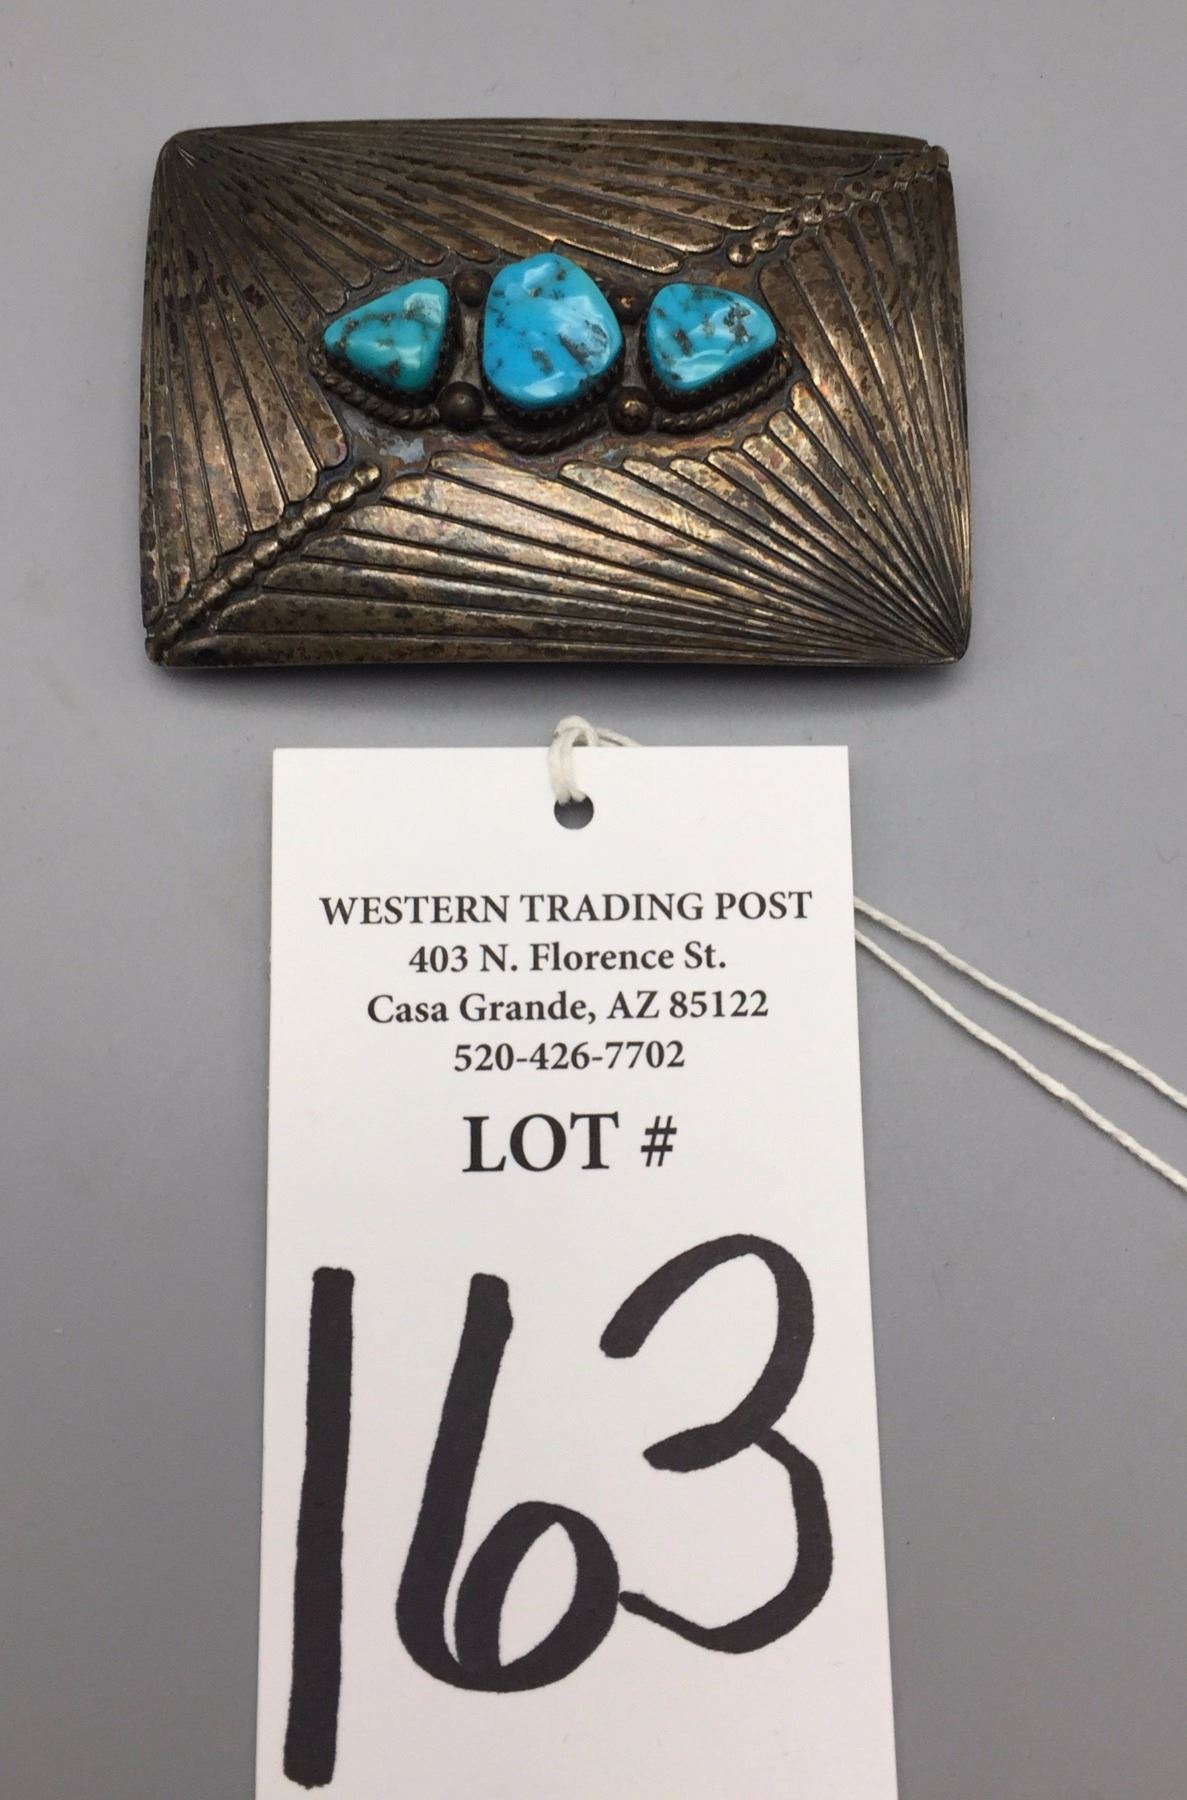 WESTERN TRADING POST
403 N. Florence St.
Casa Grande, AZ 85122
520-426-7702
LOT #
163